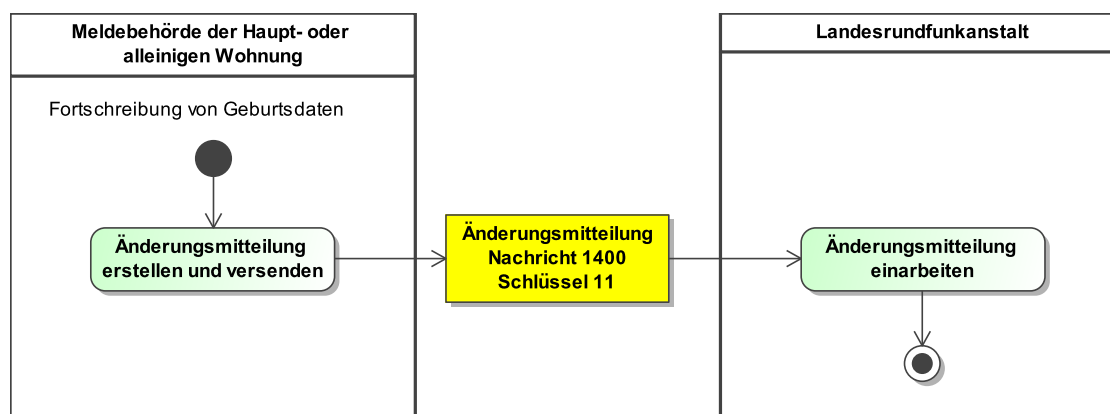 Meldebehörde der Haupt- oder
alleinigen Wohnung
Landesrundfunkanstalt
Fortschreibung von Geburtsdaten
Änderungsmitteilung
erstellen und versenden
Änderungsmitteilung
Nachricht 1400
Schlüssel 11
Änderungsmitteilung
einarbeiten